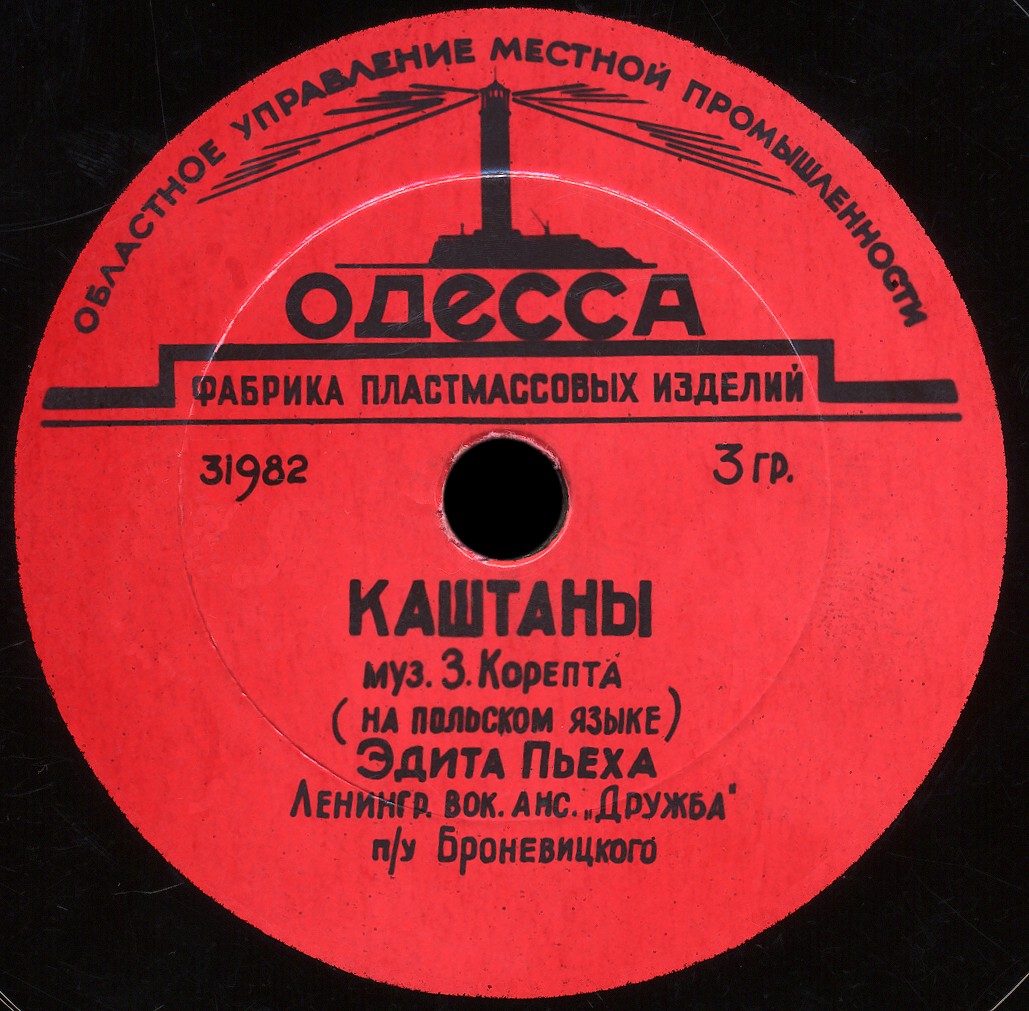 ОБЛАСТНОЕ УПРАВЛЕНИЕ МЕСТНОЙ ПРОМЫШЛЕННОСТИ
ОДЕССА
ФАБРИКА ПЛАСТМАССОВЫХ ИЗДЕЛИЙ
31982 3 ГР.
КАШТАНЫ
муз. З. Корепта
( НА ПОЛЬСКОМ ЯЗЫКЕ )
ЭДИТА ПЬЕХА
Ленингр. вок. анс. „Дружба"
п/у Броневицкого